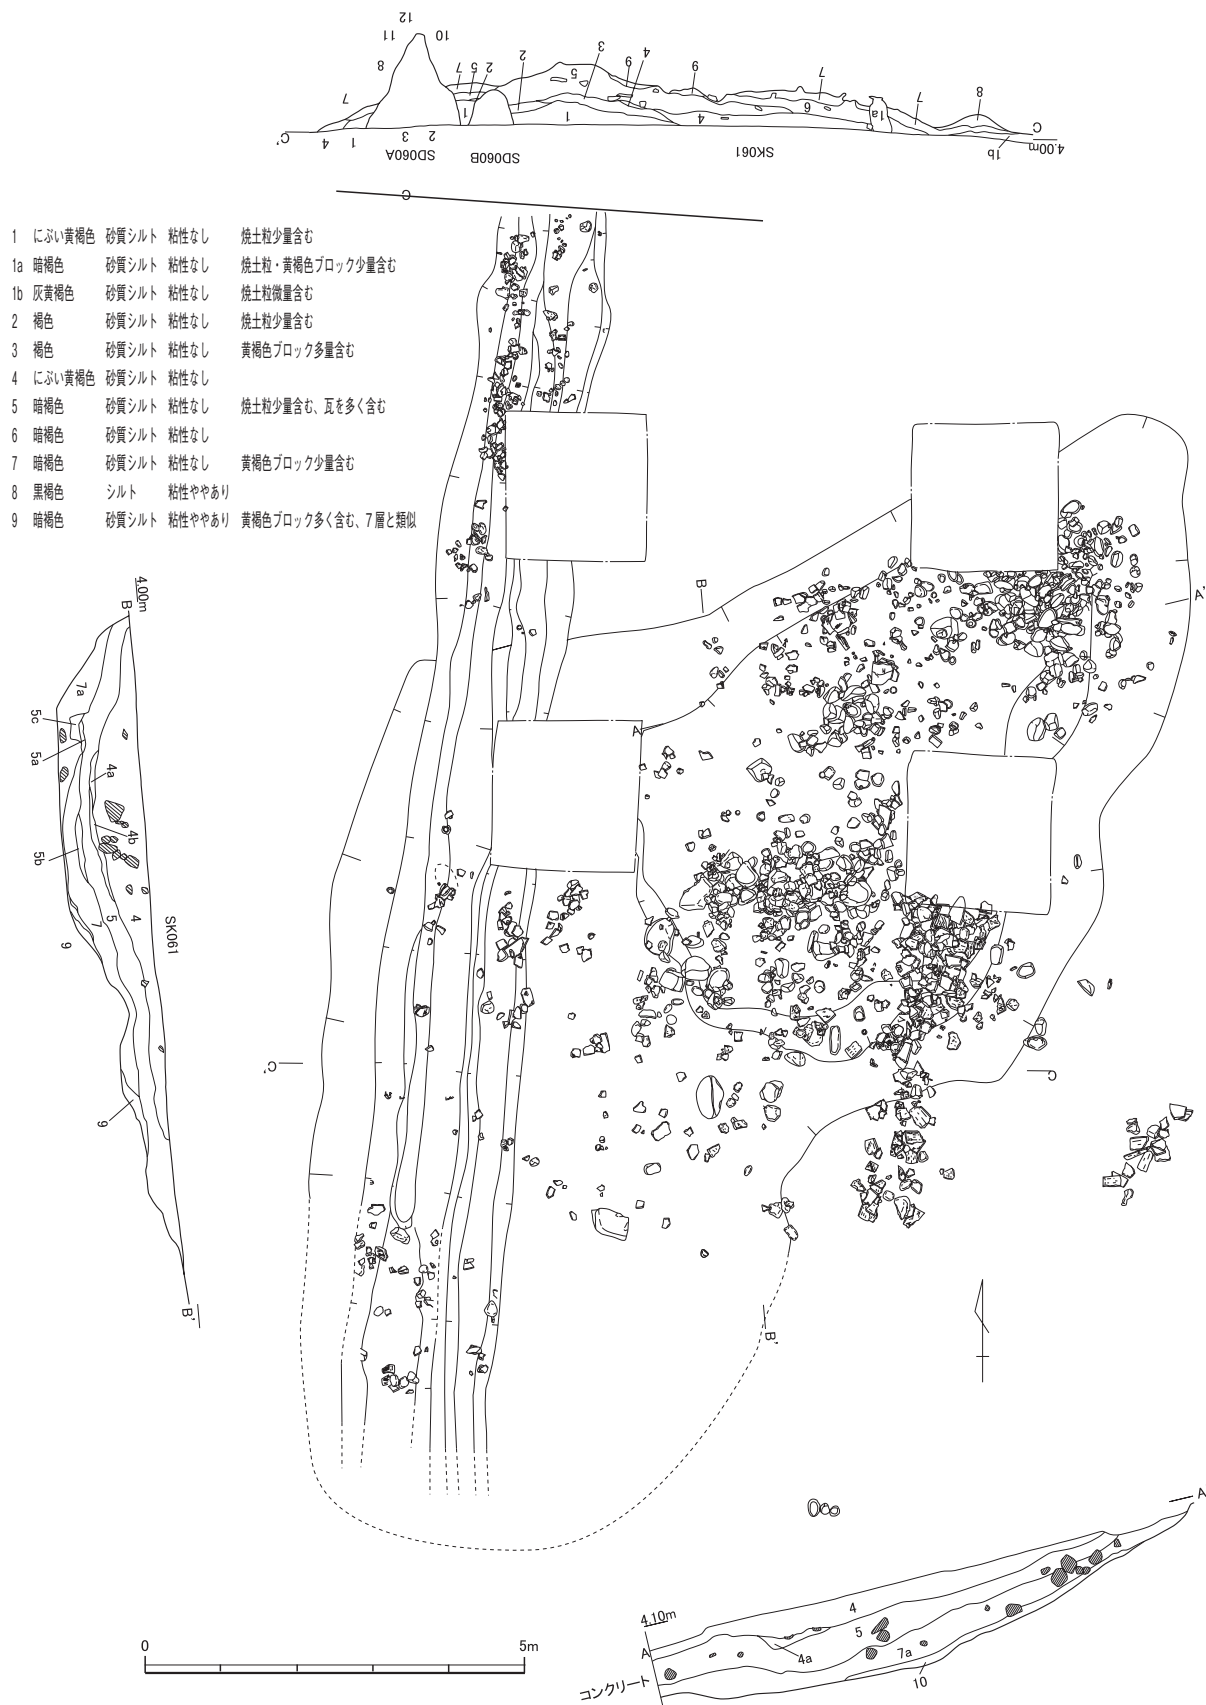 12
11 10
8
7
7 5 2
2
3
4
9
5
9
7
8
6
1a
7
1
1
4
C'
4 1
3 2
SD060A
SD060B
SK061
C
4.00m
1b
C
1 にぶい黄褐色 砂質シルト 粘性なし 焼土粒少量含む
1a 暗褐色 砂質シルト 粘性なし 焼土粒・黄褐色ブロック少量含む
1b 灰黄褐色 砂質シルト 粘性なし 焼土粒微量含む
2 褐色 砂質シルト 粘性なし 焼土粒少量含む
3 褐色 砂質シルト 粘性なし 黄褐色ブロック多量含む
4 にぶい黄褐色 砂質シルト 粘性なし
5 暗褐色 砂質シルト 粘性なし 焼土粒少量含む、瓦を多く含む
6 暗褐色 砂質シルト 粘性なし
7 暗褐色 砂質シルト 粘性なし 黄褐色ブロック少量含む
8 黒褐色 シルト 粘性ややあり
9 暗褐色 砂質シルト 粘性ややあり 黄褐色ブロック多く含む、7層と類似
4.00m
B
7a
5c
5a
4a
4b
5b
4
5
7
9
SK061
9
B'
B
A'
A
C'
C
B'
A'
4.10m
A
4
5
4a
7a
10
コンクリート
0 5m